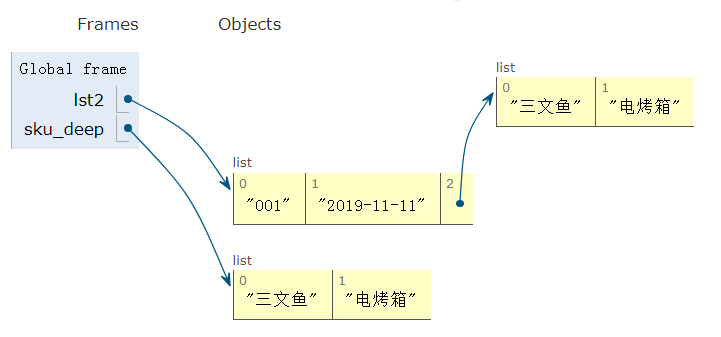 Frames
Objects
Global frame
lst2
sku_deep
list
0 1
"三文鱼" "电烤箱"
list
0 1 2
"001" "2019-11-11"
list
0 1
"三文鱼" "电烤箱"